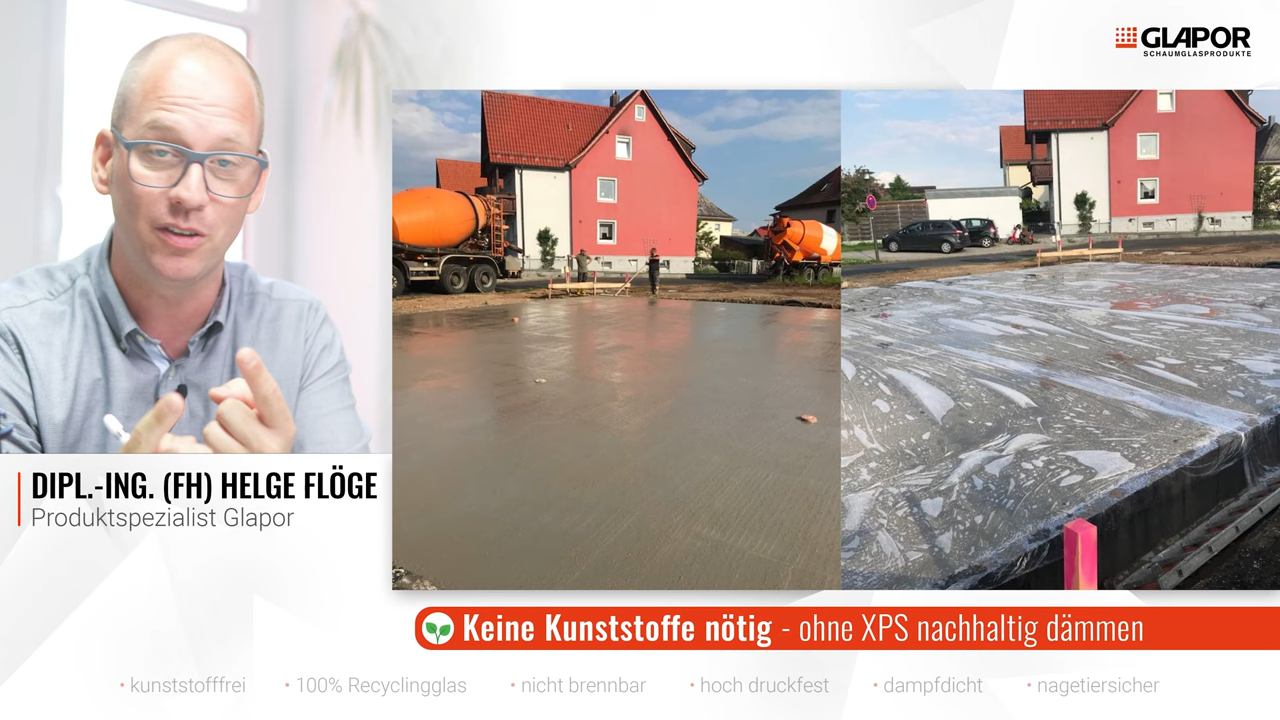 GLAPOR
SCHAUMGLASPRODUKTE
DIPL.-ING. (FH) HELGE FLÖGE
Produktspezialist Glapor
Keine Kunststoffe nötig - ohne XPS nachhaltig dämmen
• kunststofffrei • 100% Recyclingglas • nicht brennbar • hoch druckfest • dampfdicht • nagetiersicher